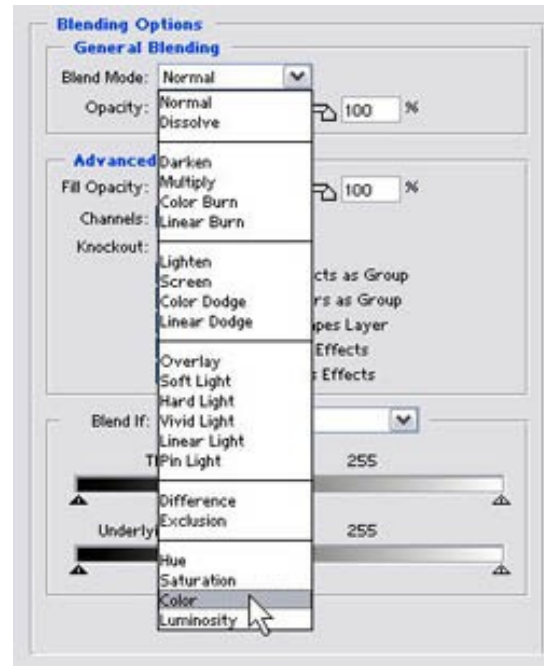 Blending Options
General Blending
Blend Mode: Normal
Opacity: 100 %
Normal
Dissolve
Advanced
Darken
Fill Opacity: 100 %
Multiply
Color Burn
Channels:
Linear Burn
Knockout:
Lighten
Screen
as Group
Color Dodge
as Group
Linear Dodge
Layer
Effects
Overlay
Soft Light
Effects
Hard Light
Blend If:
Vivid Light
Linear Light
Pin Light
255
Difference
Exclusion
255
Hue
Saturation
Color
Luminosity